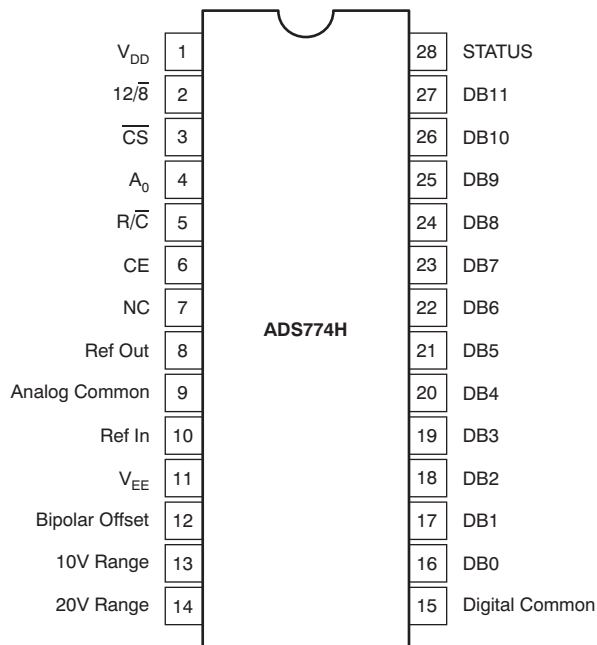 V_DD 1 28 STATUS
12/8̅ 2 27 DB11
C̅S̅ 3 26 DB10
A₀ 4 25 DB9
R/C̅ 5 24 DB8
CE 6 23 DB7
NC 7 22 DB6
ADS774H
Ref Out 8 21 DB5
Analog Common 9 20 DB4
Ref In 10 19 DB3
V_EE 11 18 DB2
Bipolar Offset 12 17 DB1
10V Range 13 16 DB0
20V Range 14 15 Digital Common